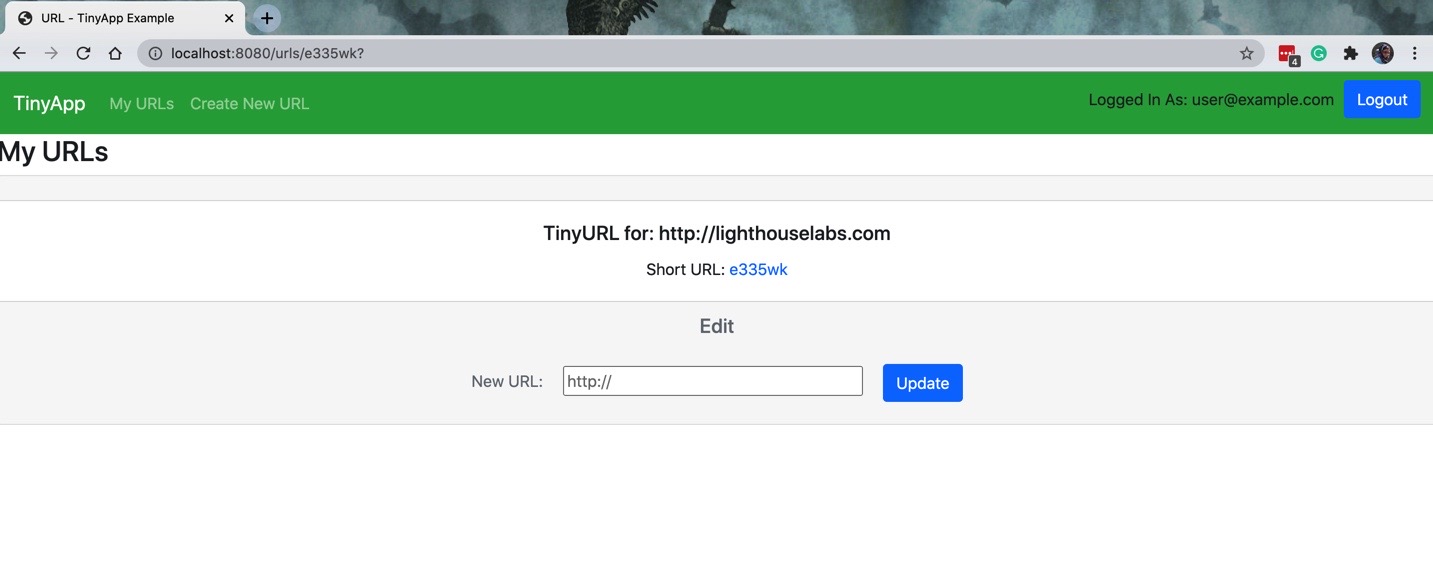 URL - TinyApp Example
localhost:8080/urls/e335wk?
4
TinyApp My URLs Create New URL Logged In As: user@example.com Logout
My URLs
TinyURL for: http://lighthouselabs.com
Short URL: e335wk
Edit
New URL: http:// Update